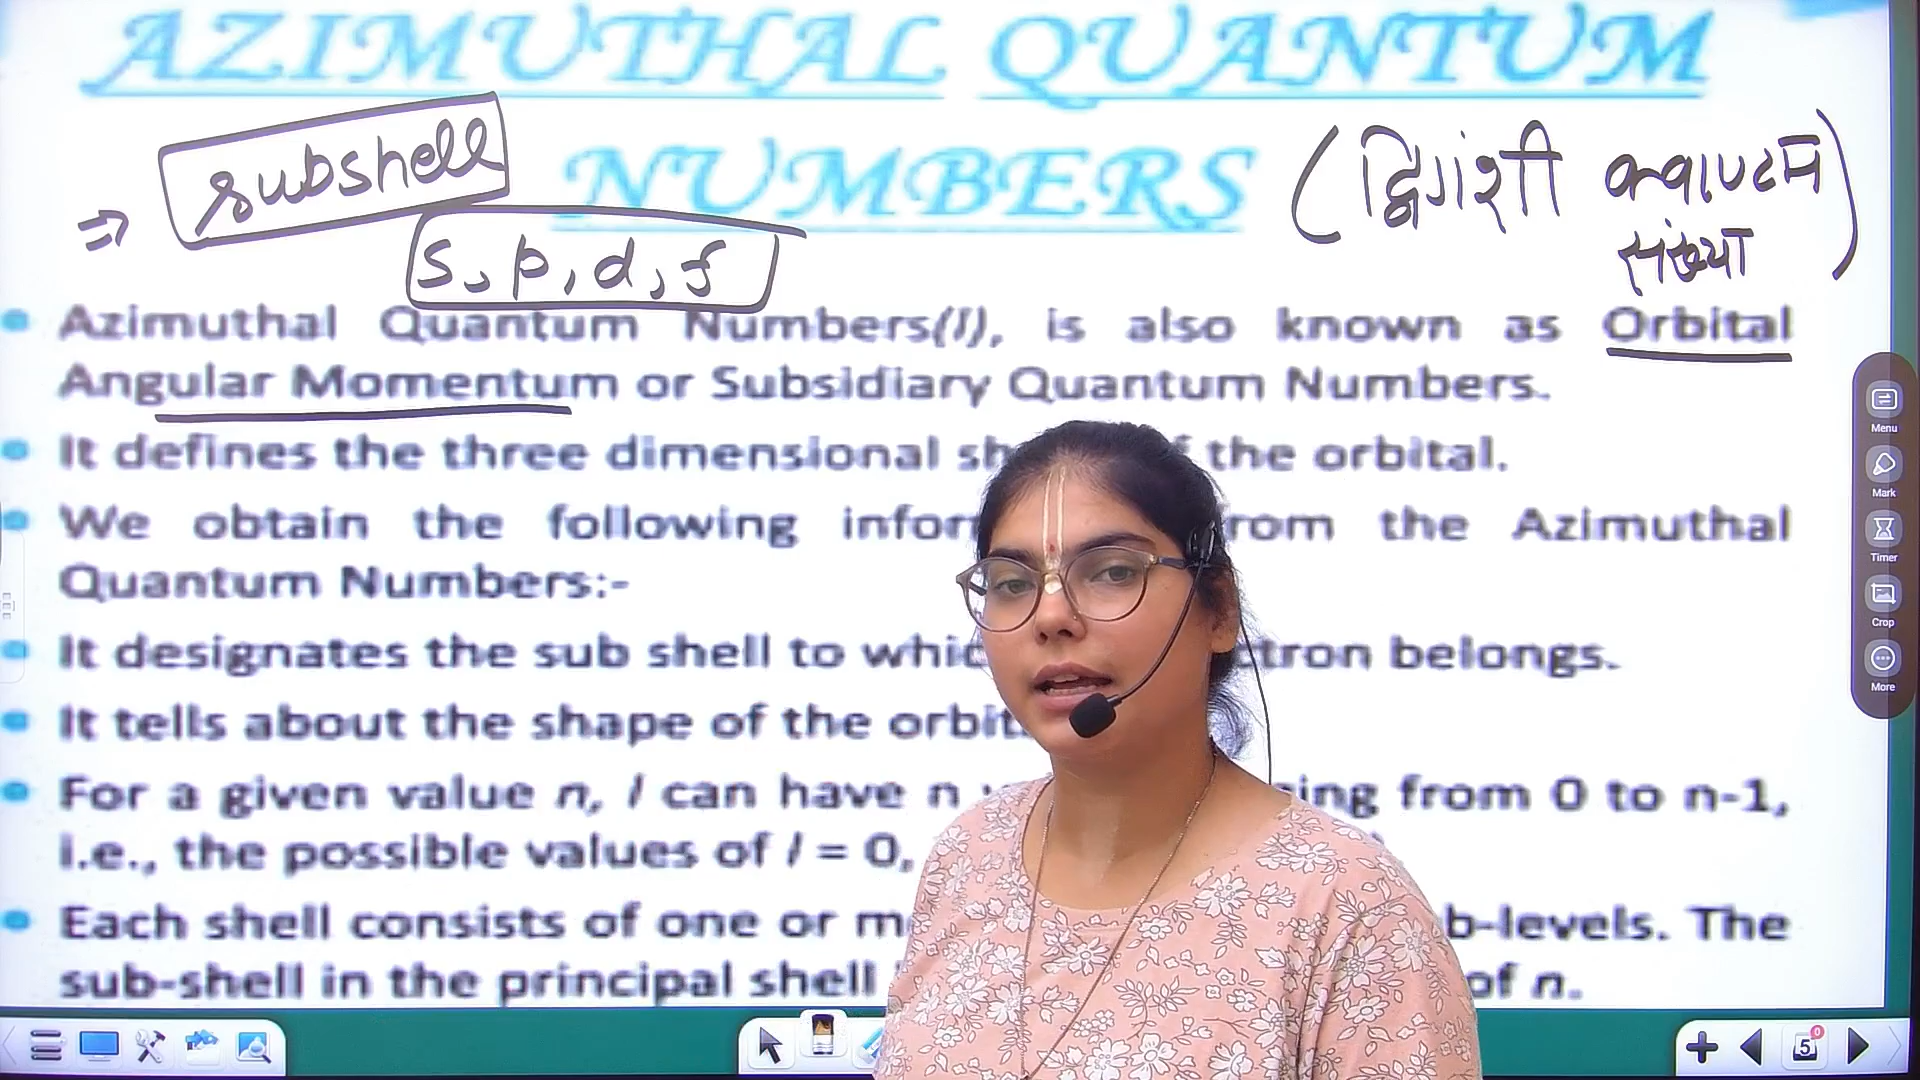 AZIMUTHAL QUANTUM
NUMBERS
⇒ subshell
s, p, d, f
(द्विगंशी क्वाण्टम
संख्या)
Azimuthal Quantum Numbers(l), is also known as Orbital
Angular Momentum or Subsidiary Quantum Numbers.
It defines the three dimensional sh the orbital.
We obtain the following infor rom the Azimuthal
Quantum Numbers:-
It designates the sub shell to whic tron belongs.
It tells about the shape of the orbit
For a given value n, l can have n ing from 0 to n-1,
i.e., the possible values of l = 0,
Each shell consists of one or m b-levels. The
sub-shell in the principal shell of n.
Menu
Mark
Timer
Crop
More
5
0